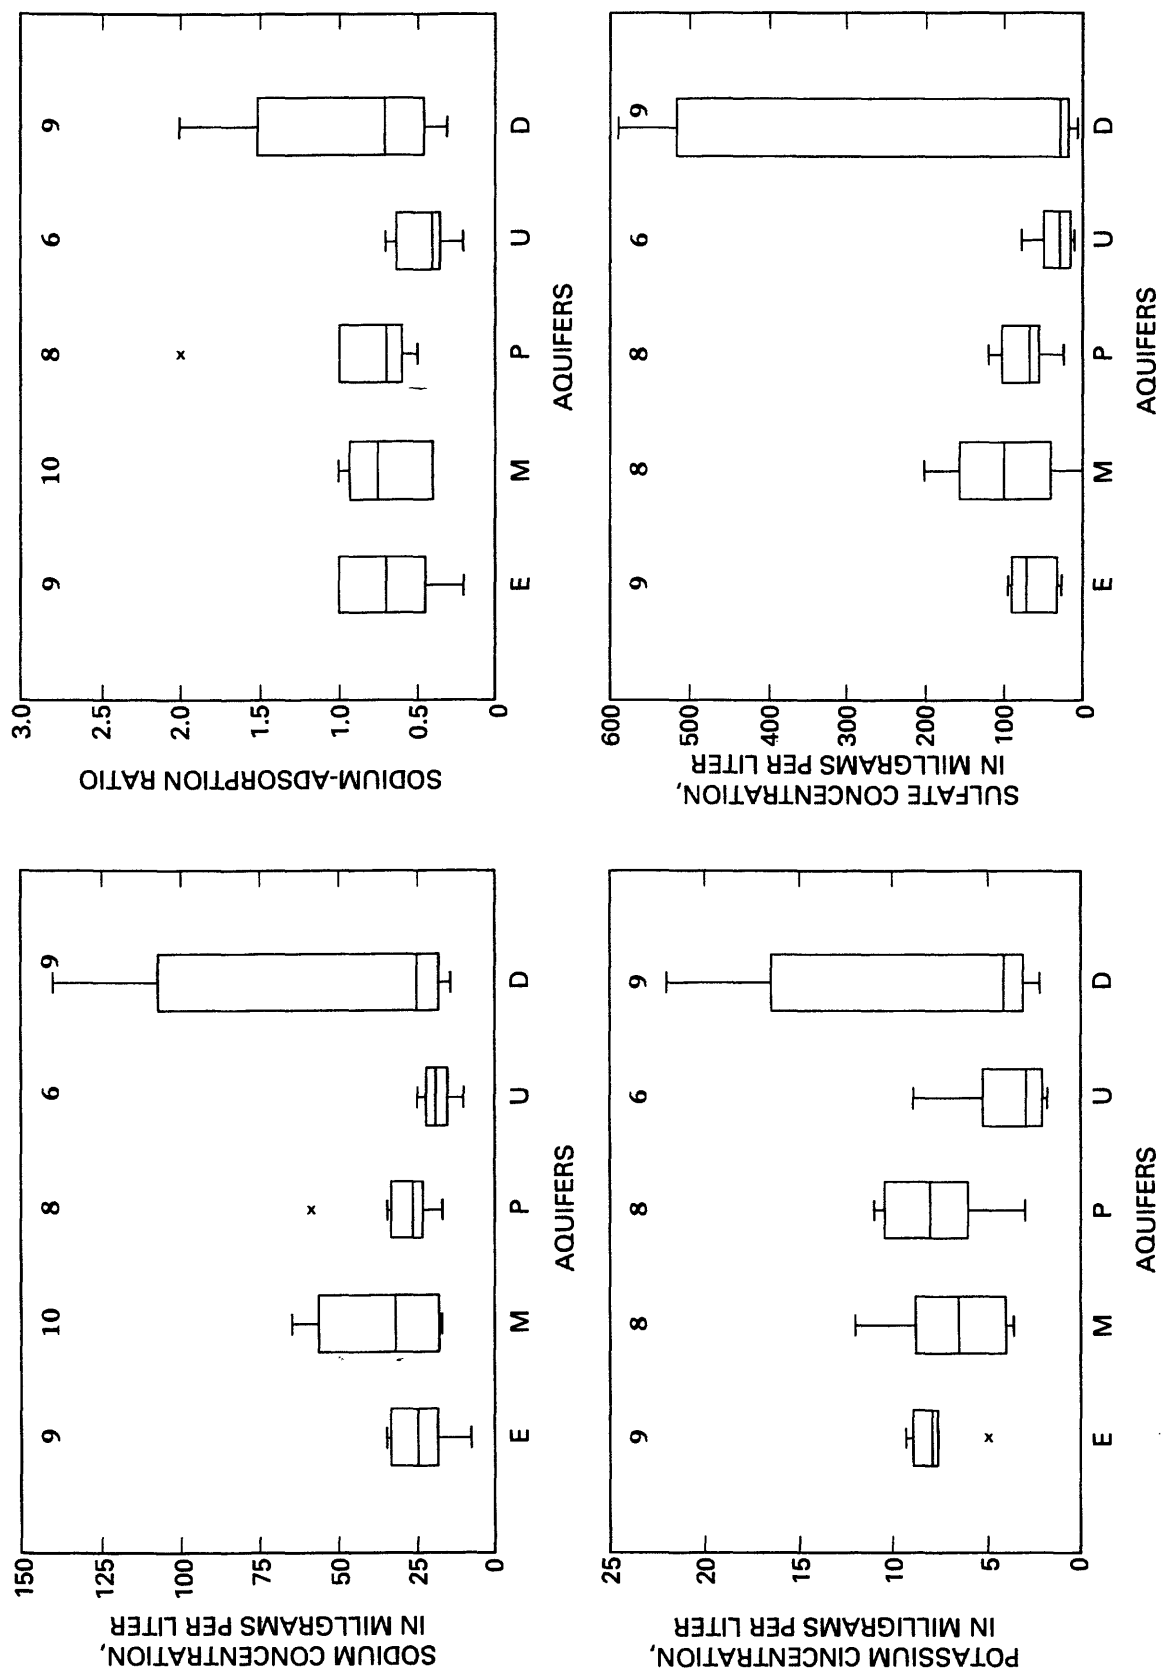 SODIUM CONCENTRATION,
IN MILLGRAMS PER LITER
150
125
100
75
50
25
0
9 10 8 6 9
E M P U D
AQUIFERS
SODIUM-ADSORPTION RATIO
3.0
2.5
2.0
1.5
1.0
0.5
0
9 10 8 6 9
E M P U D
AQUIFERS
POTASSIUM CINCENTRATION,
IN MILLIGRAMS PER LITER
25
20
15
10
5
0
9 8 8 6 9
E M P U D
AQUIFERS
SULFATE CONCENTRATION,
IN MILLGRAMS PER LITER
600
500
400
300
200
100
0
9 8 8 6 9
E M P U D
AQUIFERS